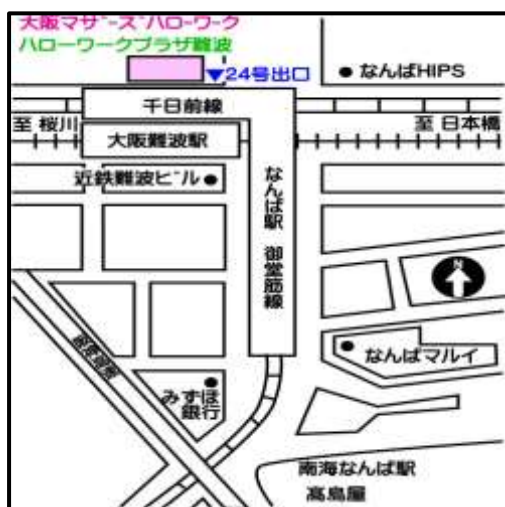 大阪マザーズハローワーク
ハローワークプラザ難波
▼24号出口
なんばHIPS
千日前線
至 桜川
至 日本橋
大阪難波駅
近鉄難波ビル
なんば駅 御堂筋線
N
なんばマルイ
みずほ
銀行
南海なんば駅
高島屋